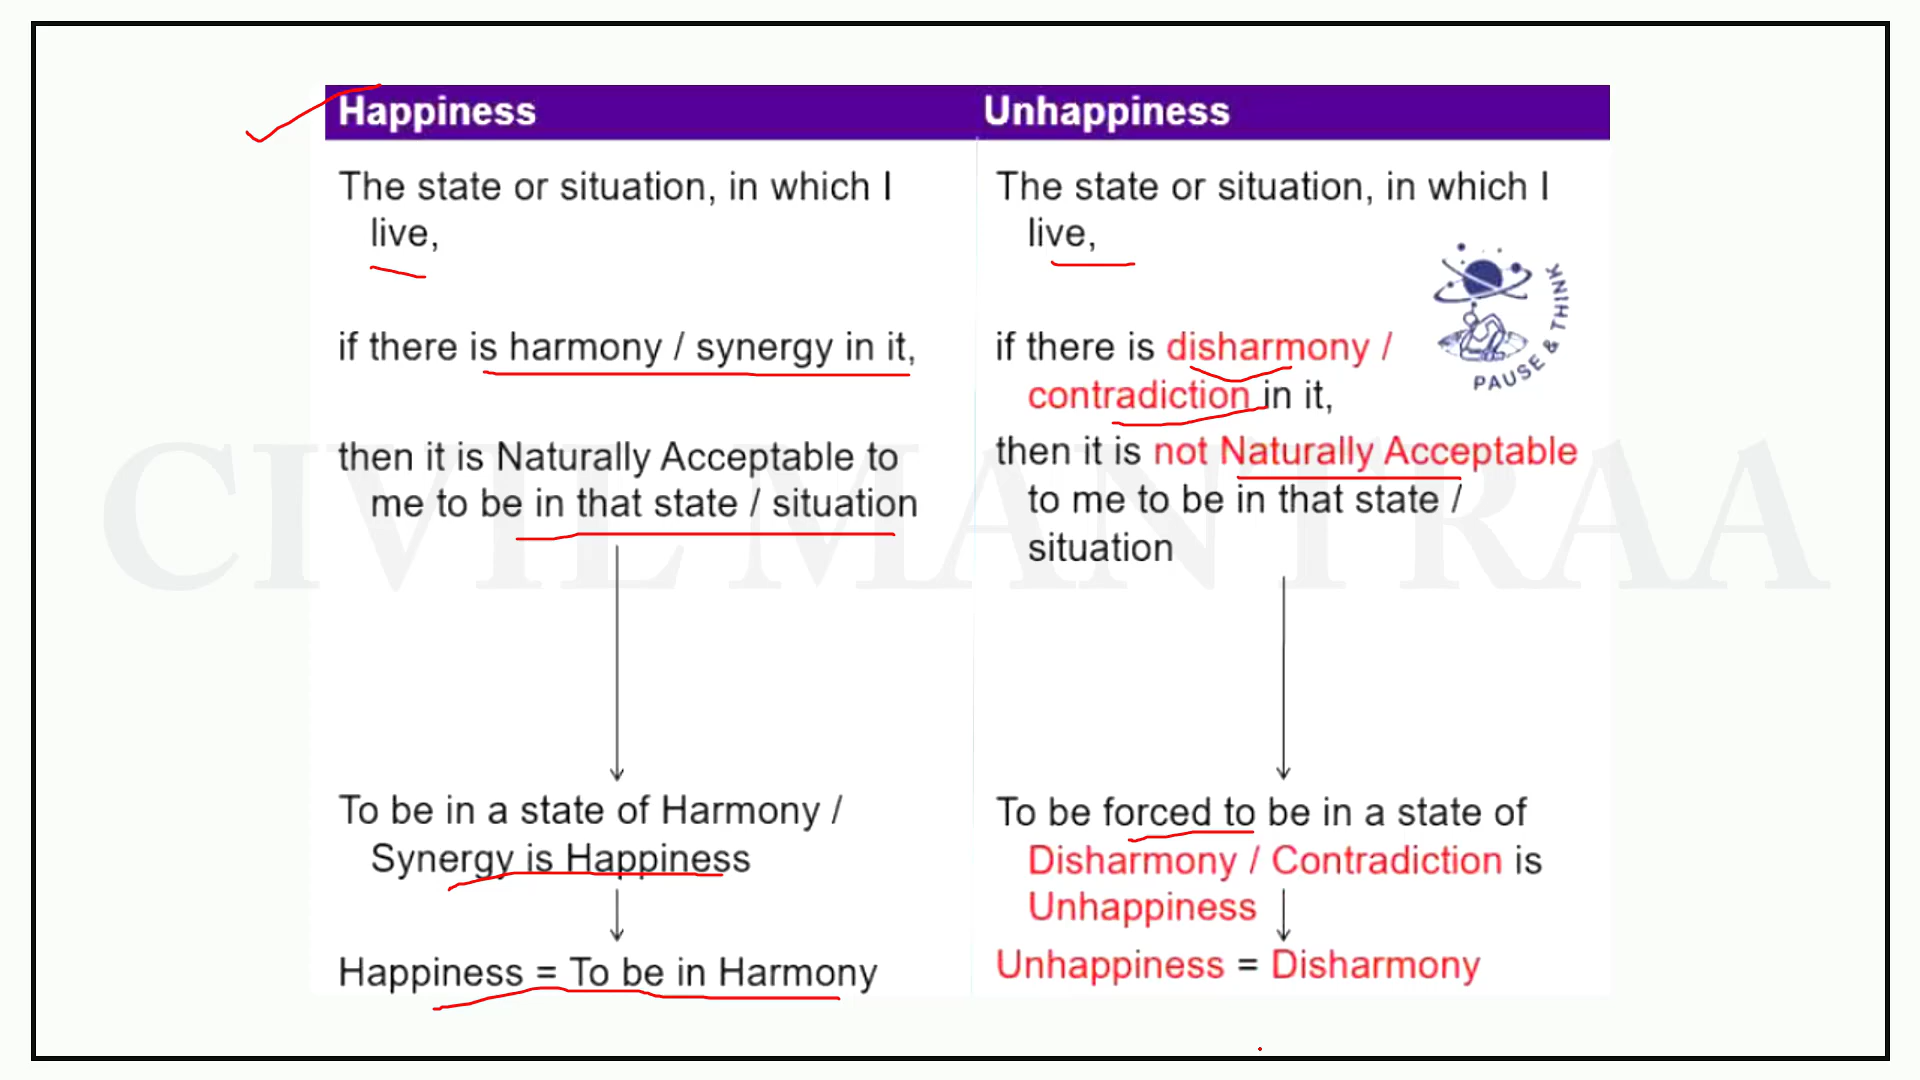 Happiness
The state or situation, in which I
live,
if there is harmony / synergy in it,
then it is Naturally Acceptable to
me to be in that state / situation
To be in a state of Harmony /
Synergy is Happiness
Happiness = To be in Harmony
Unhappiness
The state or situation, in which I
live,
if there is disharmony /
contradiction in it,
then it is not Naturally Acceptable
to me to be in that state /
situation
To be forced to be in a state of
Disharmony / Contradiction is
Unhappiness
Unhappiness = Disharmony
PAUSE & THINK
CIVIL MANTRAA